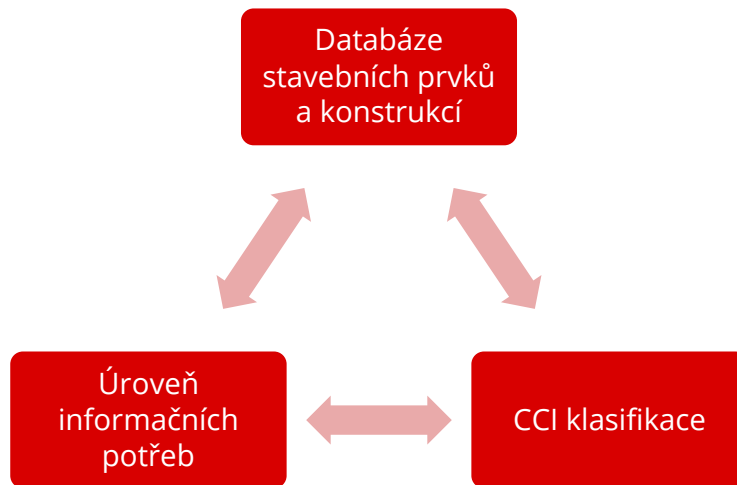 Databáze
stavebních prvků
a konstrukcí
Úroveň
informačních
potřeb
CCI klasifikace